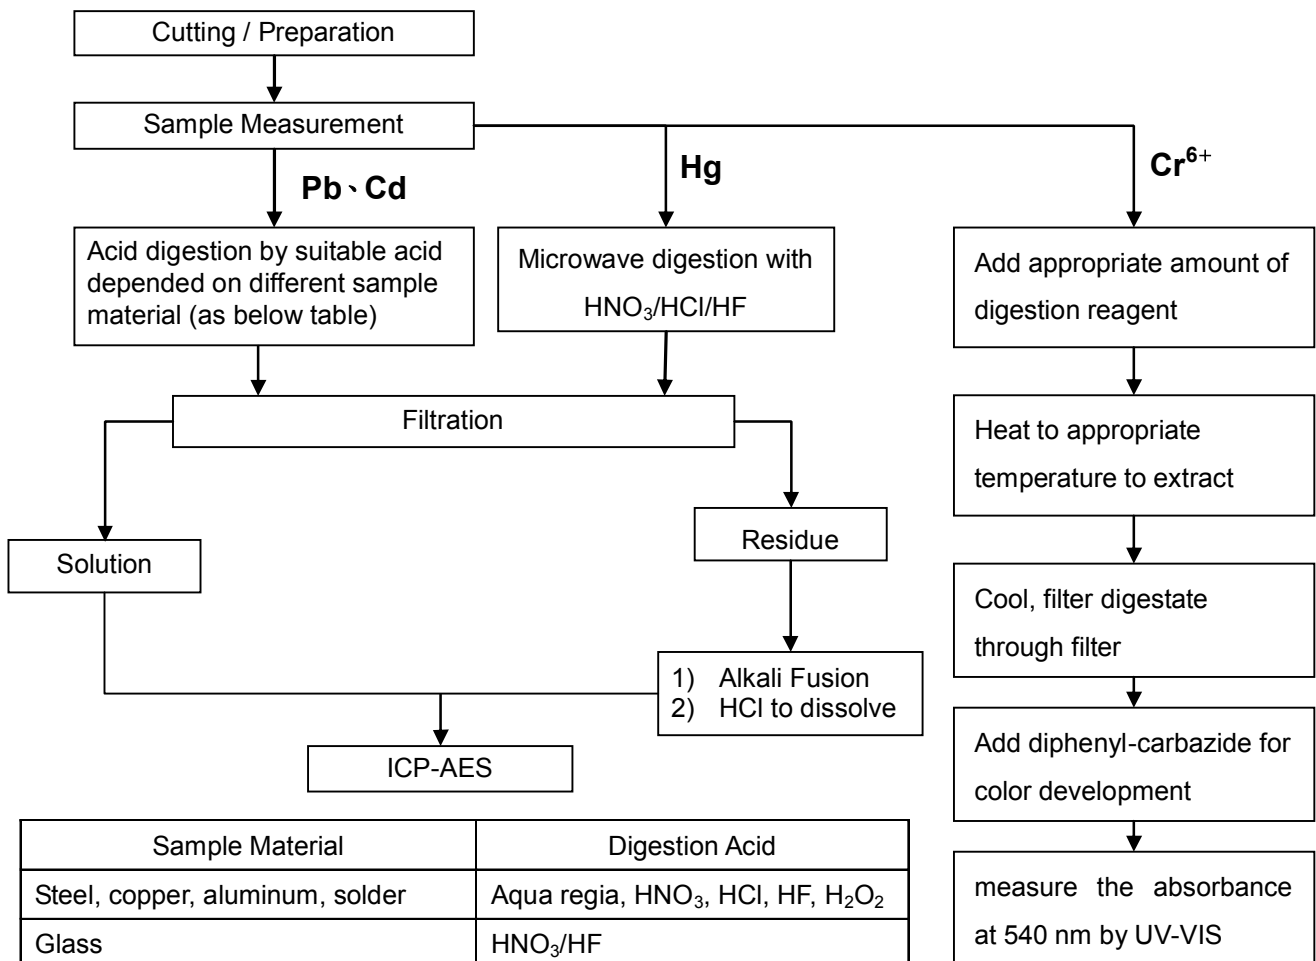 Cutting / Preparation
Sample Measurement
Pb、Cd
Hg
Cr⁶⁺
Acid digestion by suitable acid
depended on different sample
material (as below table)
Microwave digestion with
HNO₃/HCl/HF
Add appropriate amount of
digestion reagent
Filtration
Heat to appropriate
temperature to extract
Solution
Residue
Cool, filter digestate
through filter
1) Alkali Fusion
2) HCl to dissolve
ICP-AES
Add diphenyl-carbazide for
color development
measure the absorbance
at 540 nm by UV-VIS
Sample Material
Digestion Acid
Steel, copper, aluminum, solder
Aqua regia, HNO₃, HCl, HF, H₂O₂
Glass
HNO₃/HF